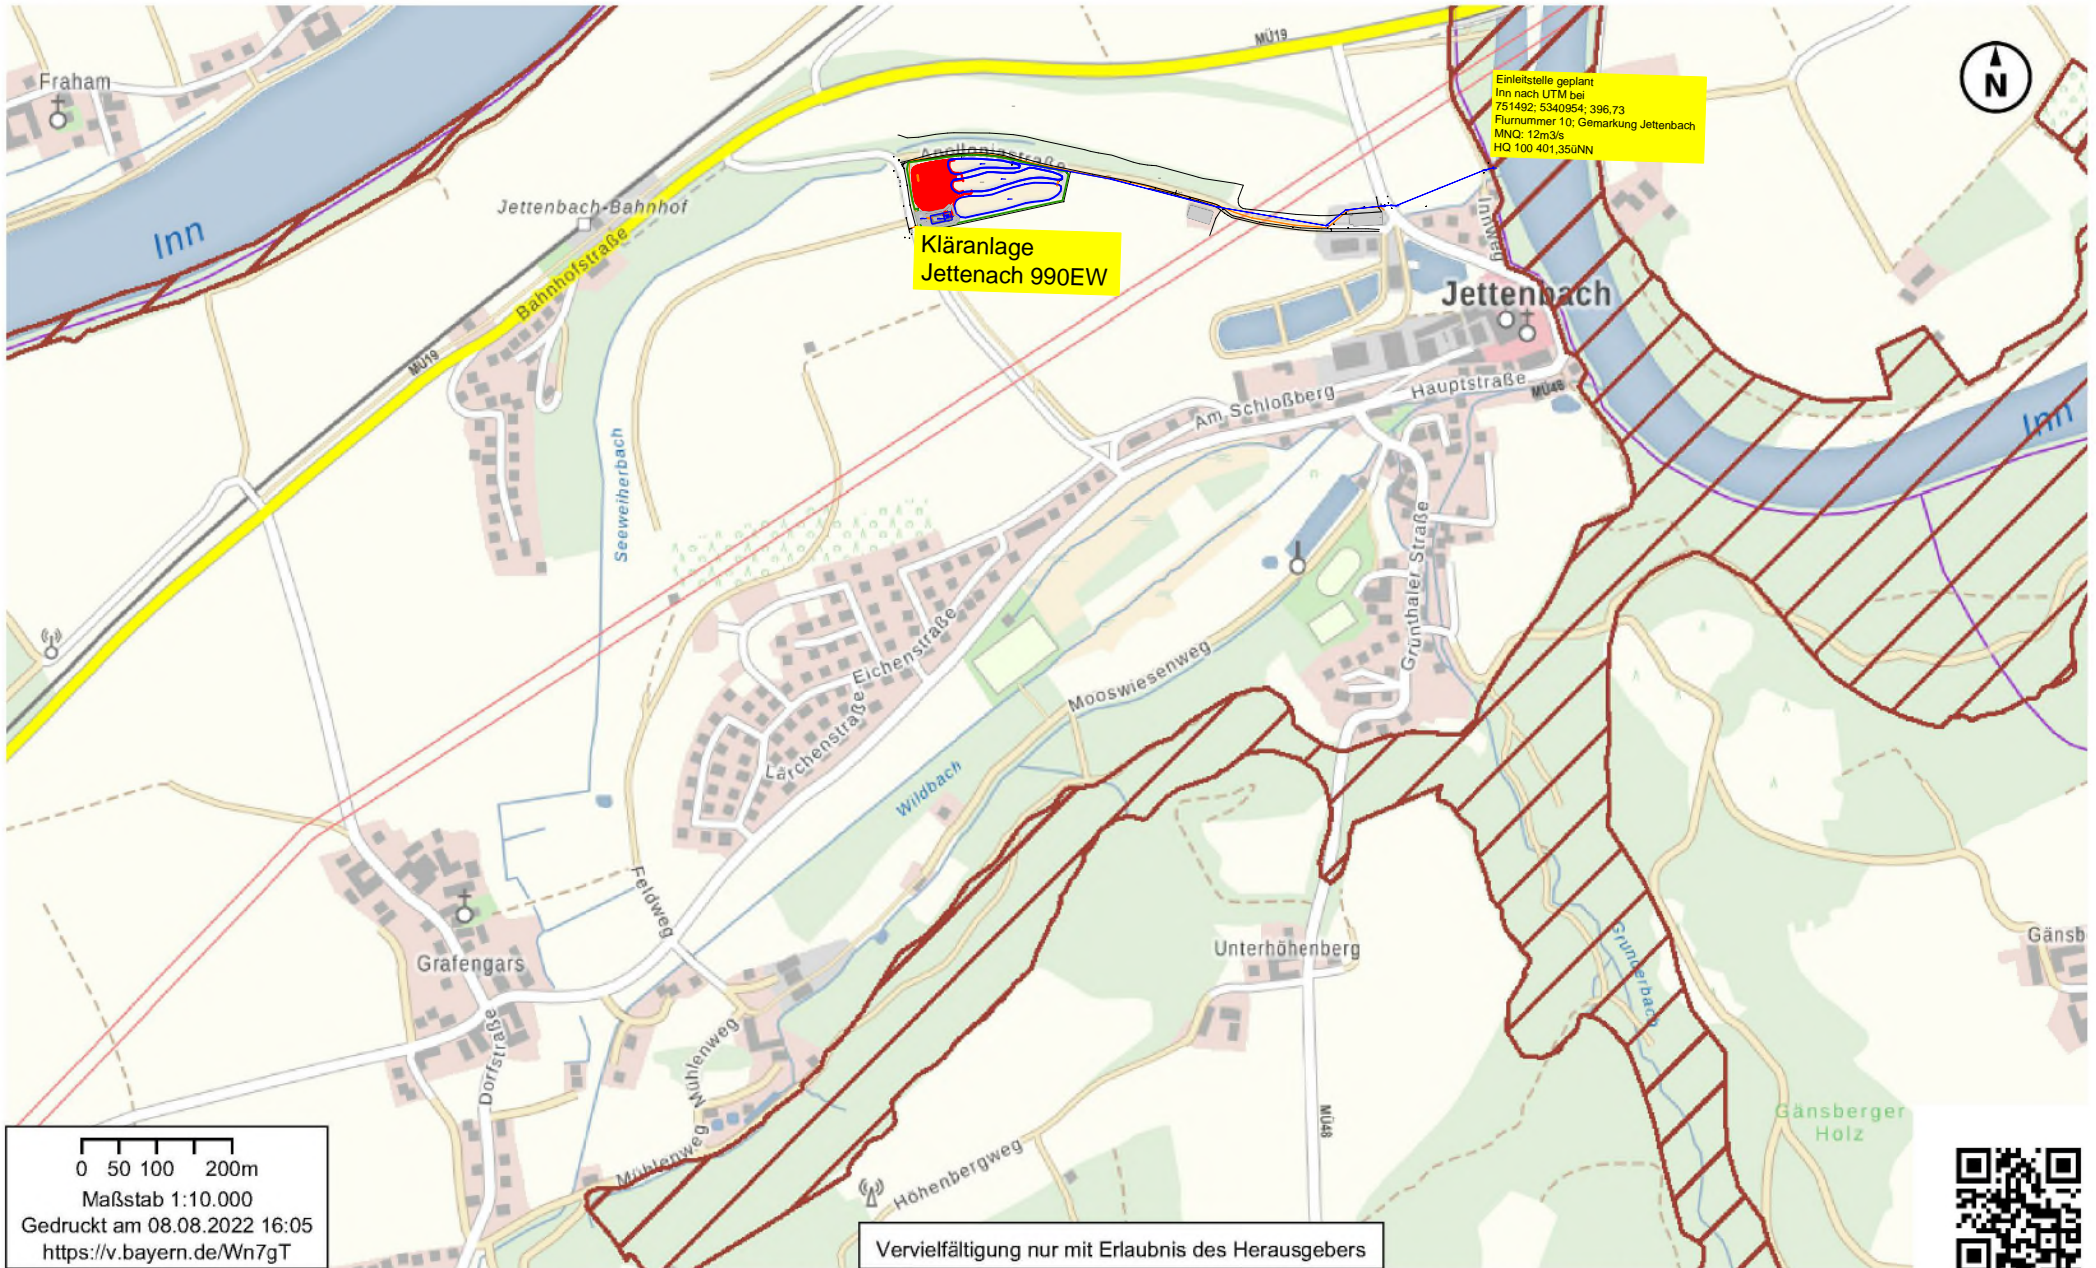 Fraham
MÜ19
Einleitstelle geplant
Inn nach UTM bei
751492; 5340954; 396,73
Flurnummer 10; Gemarkung Jettenbach
MNQ: 12m3/s
HQ 100 401,35üNN
N
Apolloniastraße
Jettenbach-Bahnhof
Inn
Bahnhofstraße
Kläranlage
Jettenach 990EW
Innweg
Jettenbach
MÜ19
Am Schloßberg
Hauptstraße
MÜ48
Inn
Seeweiherbach
Grünthaler Straße
Eichenstraße
Mooswiesenweg
Lärchenstraße
Wildbach
Feldweg
Grafengars
Unterhöhenberg
Gründerbach
Gänsb
Dorfstraße
Mühlenweg
Mühlenweg
Höhenbergweg
MÜ48
Gänsberger
Holz
0 50 100 200m
Maßstab 1:10.000
Gedruckt am 08.08.2022 16:05
https://v.bayern.de/Wn7gT
Vervielfältigung nur mit Erlaubnis des Herausgebers